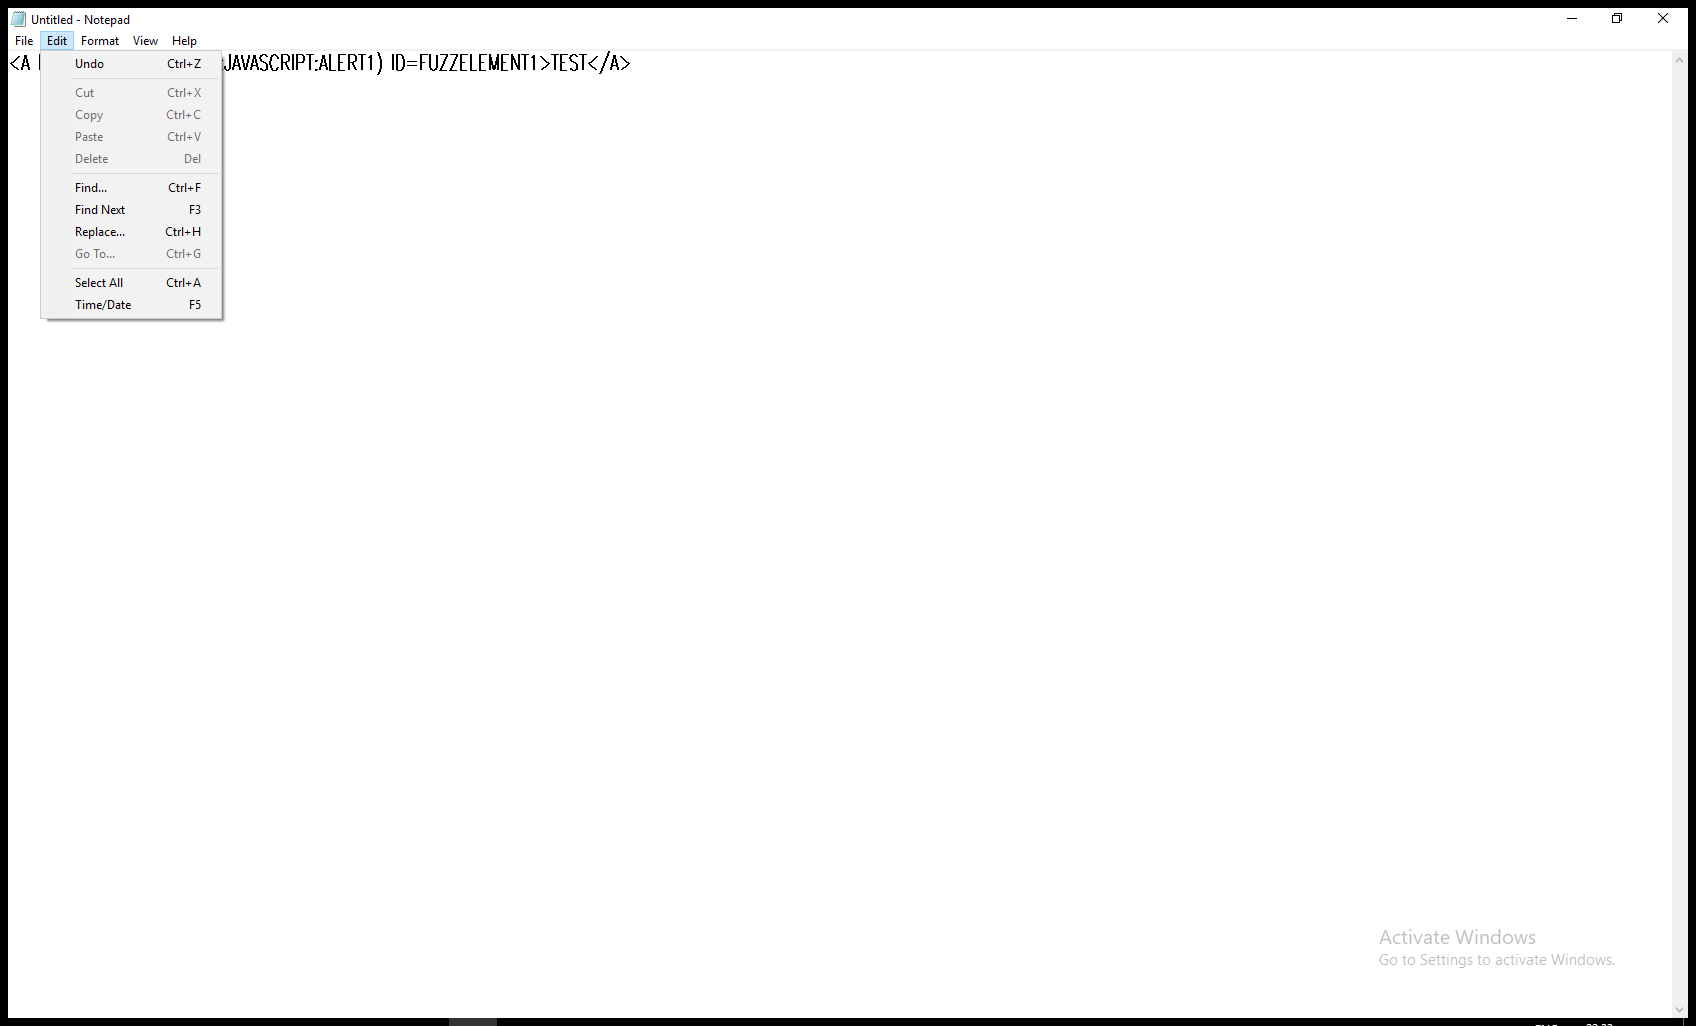 Untitled - Notepad
File Edit Format View Help
<A JAVASCRIPT:ALERT1) ID=FUZZELEMENT1>TEST</A>
Undo Ctrl+Z
Cut Ctrl+X
Copy Ctrl+C
Paste Ctrl+V
Delete Del
Find... Ctrl+F
Find Next F3
Replace... Ctrl+H
Go To... Ctrl+G
Select All Ctrl+A
Time/Date F5
Activate Windows
Go to Settings to activate Windows.